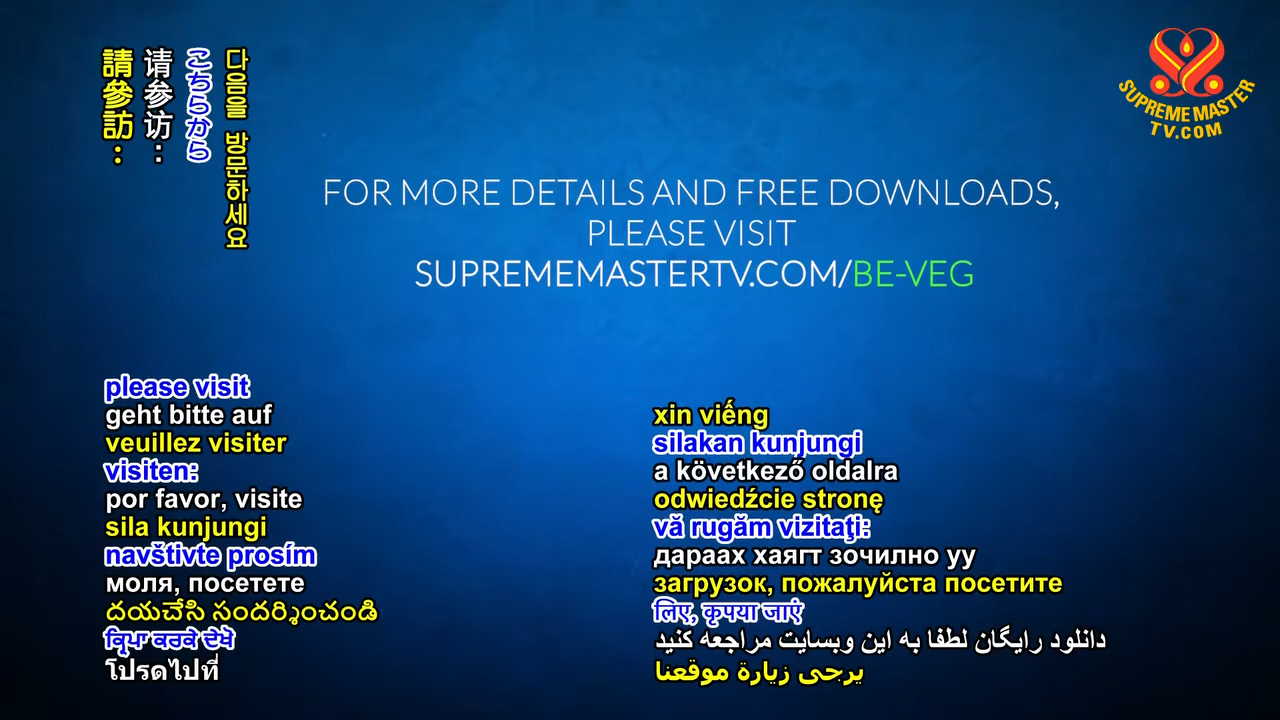 請參訪：
请参访：
こちらから
다음을 방문하세요
SUPREME MASTER
TV.COM
FOR MORE DETAILS AND FREE DOWNLOADS,
PLEASE VISIT
SUPREMEMASTERTV.COM/BE-VEG
please visit
geht bitte auf
veuillez visiter
visiten:
por favor, visite
sila kunjungi
navštivte prosím
моля, посетете
దయచేసి సందర్శించండి
ਕ੍ਰਿਪਾ ਕਰਕੇ ਦੇਖੋ
โปรดไปที่
xin viếng
silakan kunjungi
a következő oldalra
odwiedźcie stronę
vă rugăm vizitaţi:
дараах хаягт зочилно уу
загрузок, пожалуйста посетите
लिए, कृपया जाएं
دانلود رایگان لطفا به این وبسایت مراجعه کنید
يرجى زيارة موقعنا